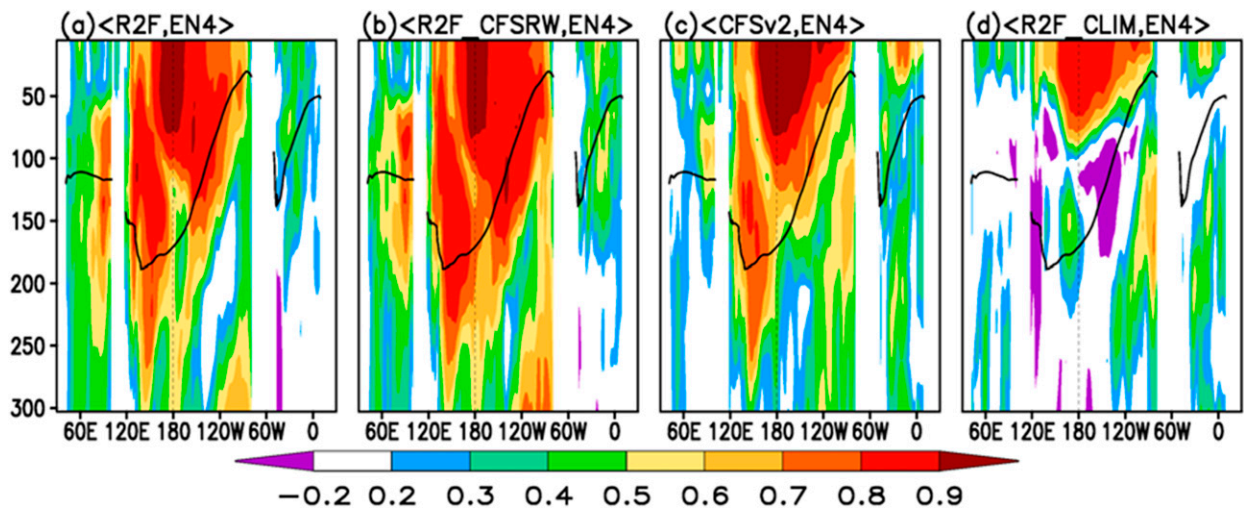 (a)<R2F,EN4> (b)<R2F_CFSRW,EN4> (c)<CFSv2,EN4> (d)<R2F_CLIM,EN4>
50
100
150
200
250
300
60E 120E 180 120W 60W 0 60E 120E 180 120W 60W 0 60E 120E 180 120W 60W 0 60E 120E 180 120W 60W 0
−0.2 0.2 0.3 0.4 0.5 0.6 0.7 0.8 0.9